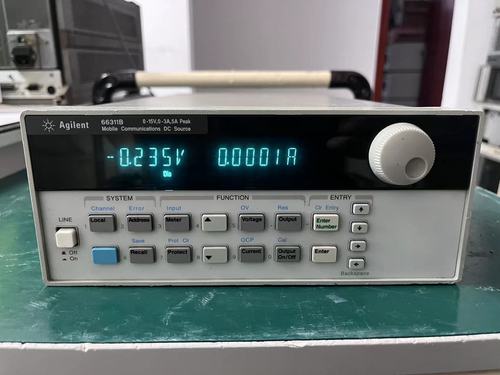 Agilent 66311B 0-15V,0-3A,5A Peak
Mobile Communications DC Source
-0.235V 0.0001A
Dis
SYSTEM FUNCTION ENTRY
Channel Error Input OV Res Clr Entry
LINE Local Address Meter Voltage Output Enter Number
Save Prot Clr OCP Cal
Off
On
Recall Protect Current Output On/Off Enter
Backspace